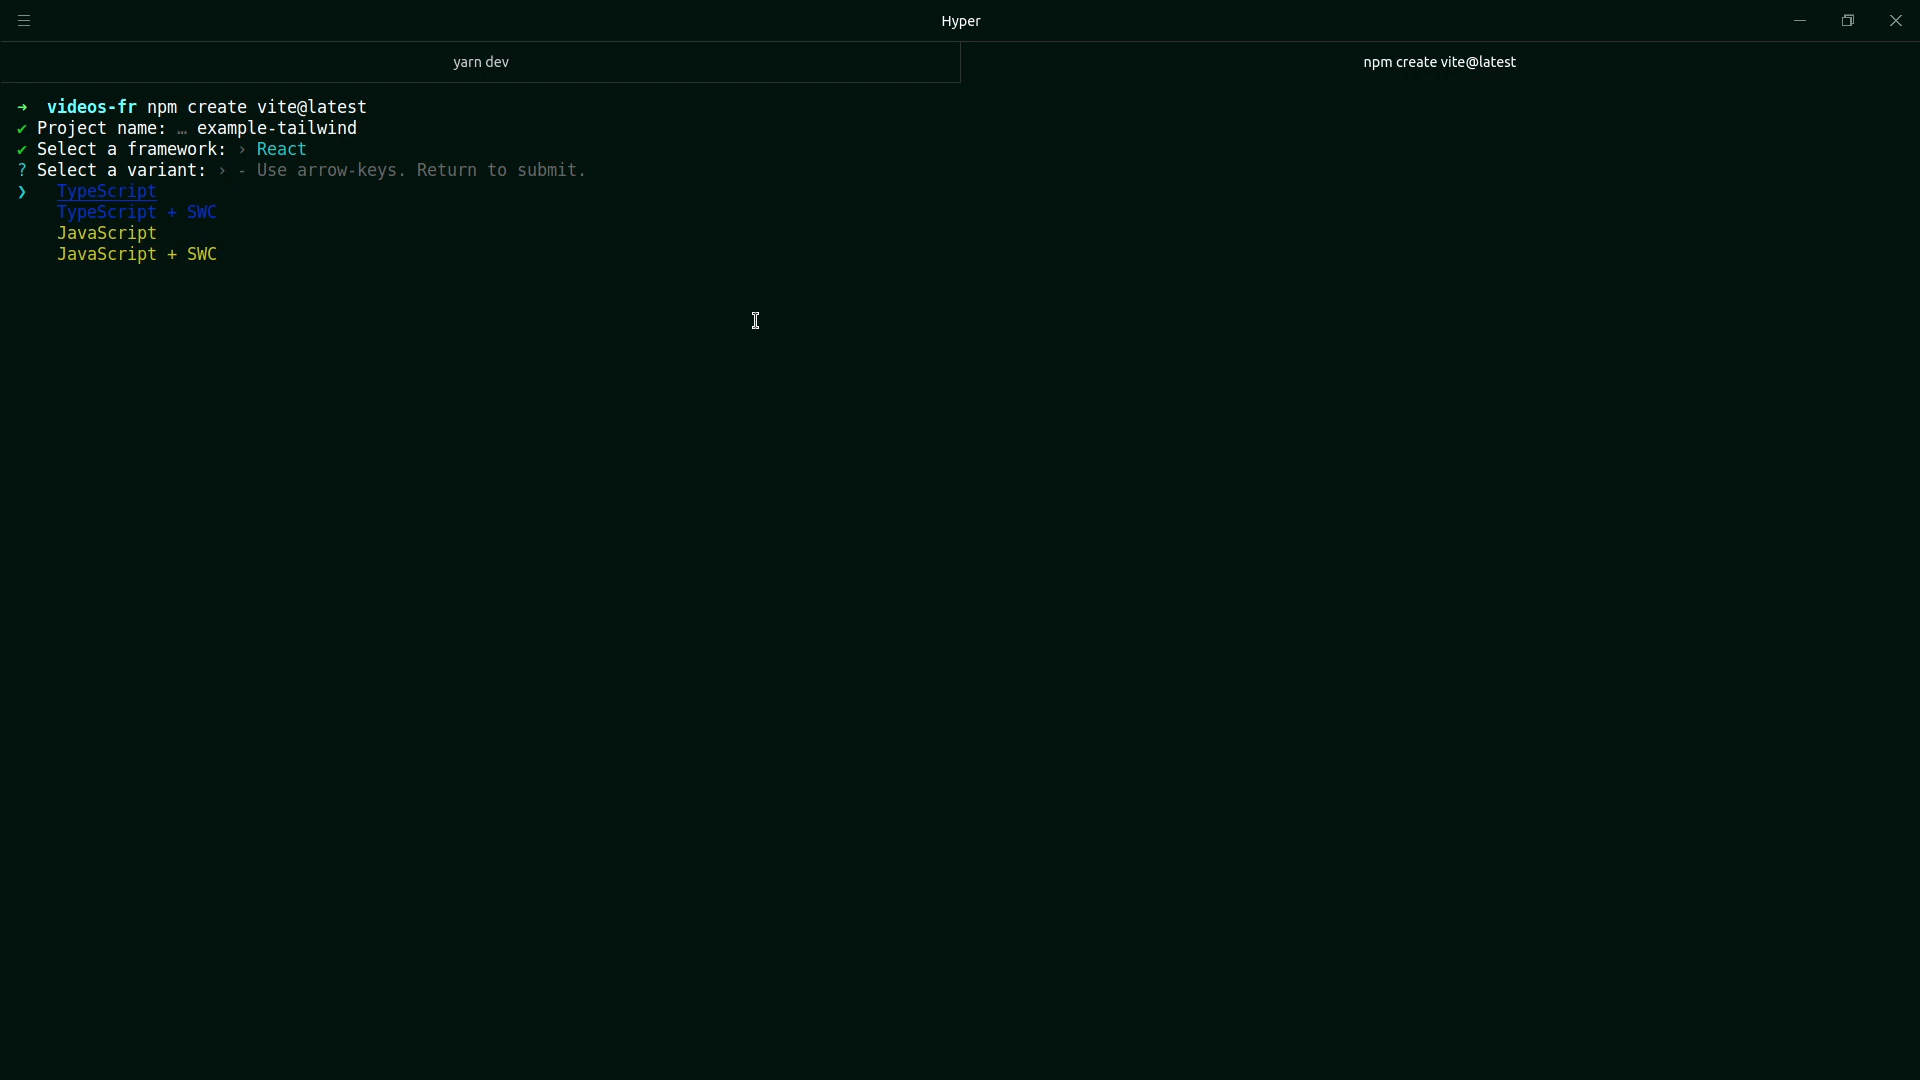 Hyper
yarn dev
npm create vite@latest
➜ videos-fr npm create vite@latest
✔ Project name: … example-tailwind
✔ Select a framework: › React
? Select a variant: › - Use arrow-keys. Return to submit.
❯ TypeScript
TypeScript + SWC
JavaScript
JavaScript + SWC